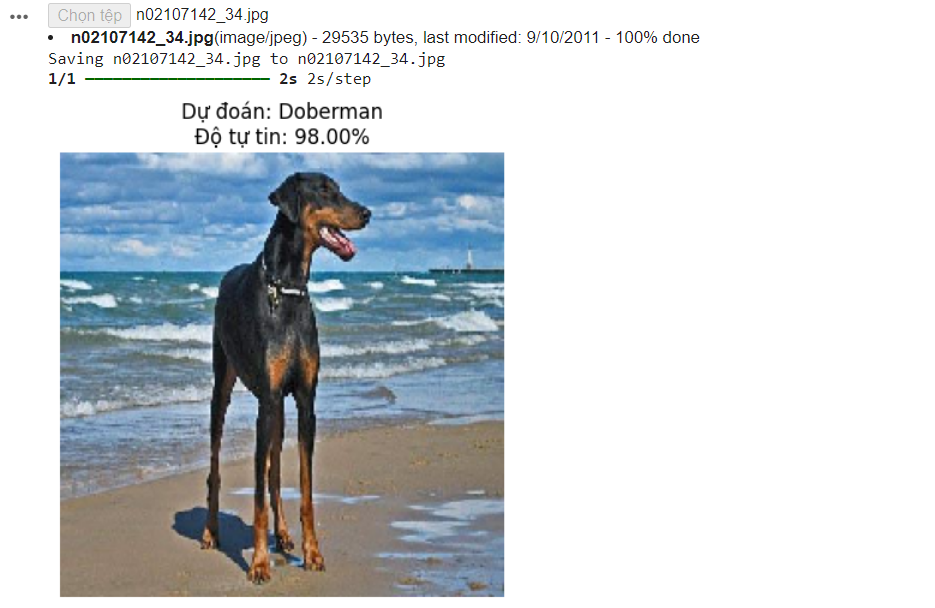 Chọn tệp n02107142_34.jpg
• n02107142_34.jpg(image/jpeg) - 29535 bytes, last modified: 9/10/2011 - 100% done
Saving n02107142_34.jpg to n02107142_34.jpg
1/1 ━━━━━━━━━━━━━━━━━━━━ 2s 2s/step
Dự đoán: Doberman
Độ tự tin: 98.00%